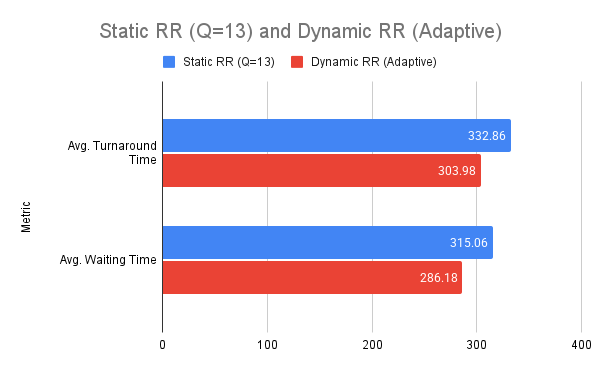 Static RR (Q=13) and Dynamic RR (Adaptive)
Static RR (Q=13)
Dynamic RR (Adaptive)
Metric
Avg. Turnaround
Time
332.86
303.98
Avg. Waiting Time
315.06
286.18
0
100
200
300
400